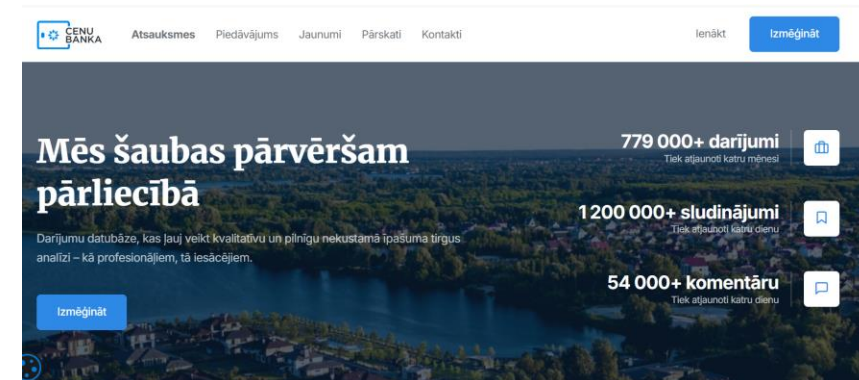 CENU
BANKA
Atsauksmes
Piedāvājums
Jaunumi
Pārskati
Kontakti
Ienākt
Izmēģināt
Mēs šaubas pārvēršam
pārliecībā
Darījumu datubāze, kas ļauj veikt kvalitatīvu un pilnīgu nekustamā īpašuma tirgus
analīzi – kā profesionāļiem, tā iesācējiem.
Izmēģināt
779 000+ darījumi
Tiek atjaunoti katru mēnesi
1 200 000+ sludinājumi
Tiek atjaunoti katru dienu
54 000+ komentāru
Tiek atjaunoti katru dienu